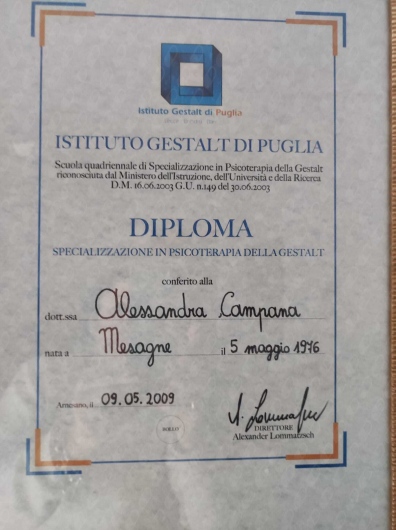 Istituto Gestalt di Puglia
ISTITUTO GESTALT DI PUGLIA
Scuola quadriennale di Specializzazione in Psicoterapia della Gestalt
riconosciuta dal Ministero dell'Istruzione, dell'Università e della Ricerca
D.M. 16.06.2003 G.U. n.149 del 30.06.2003
DIPLOMA
SPECIALIZZAZIONE IN PSICOTERAPIA DELLA GESTALT
conferito alla
dott.ssa Alessandra Campana
nata a Mesagne il 5 maggio 1976
Arnesano, il 09.05.2009
BOLLO
A. Lommatzsch
DIRETTORE
Alexander Lommatzsch